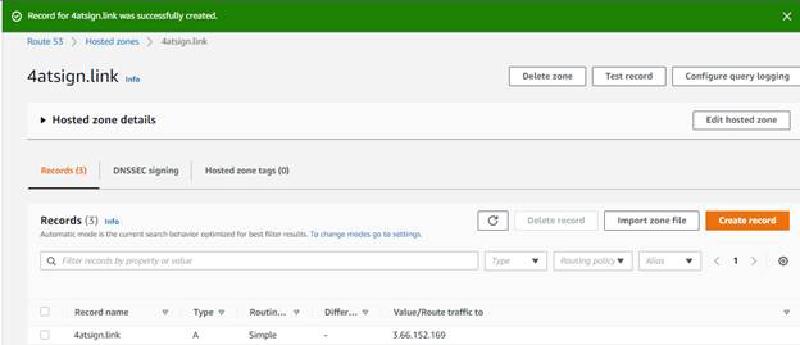 Record for 4atsign.link was successfully created.
Route 53 > Hosted zones > 4atsign.link
4atsign.link Info
Delete zone Test record Configure query logging
Hosted zone details
Edit hosted zone
Records (3) DNSSEC signing Hosted zone tags (0)
Records (3) Info
Delete record Import zone file Create record
Automatic mode is the current search behavior optimized for best filter results. To change modes go to settings.
Filter records by property or value
Type Routing policy Alias
1
Record name Type Routin... Differ... Value/Route traffic to
4atsign.link A Simple - 3.66.152.169